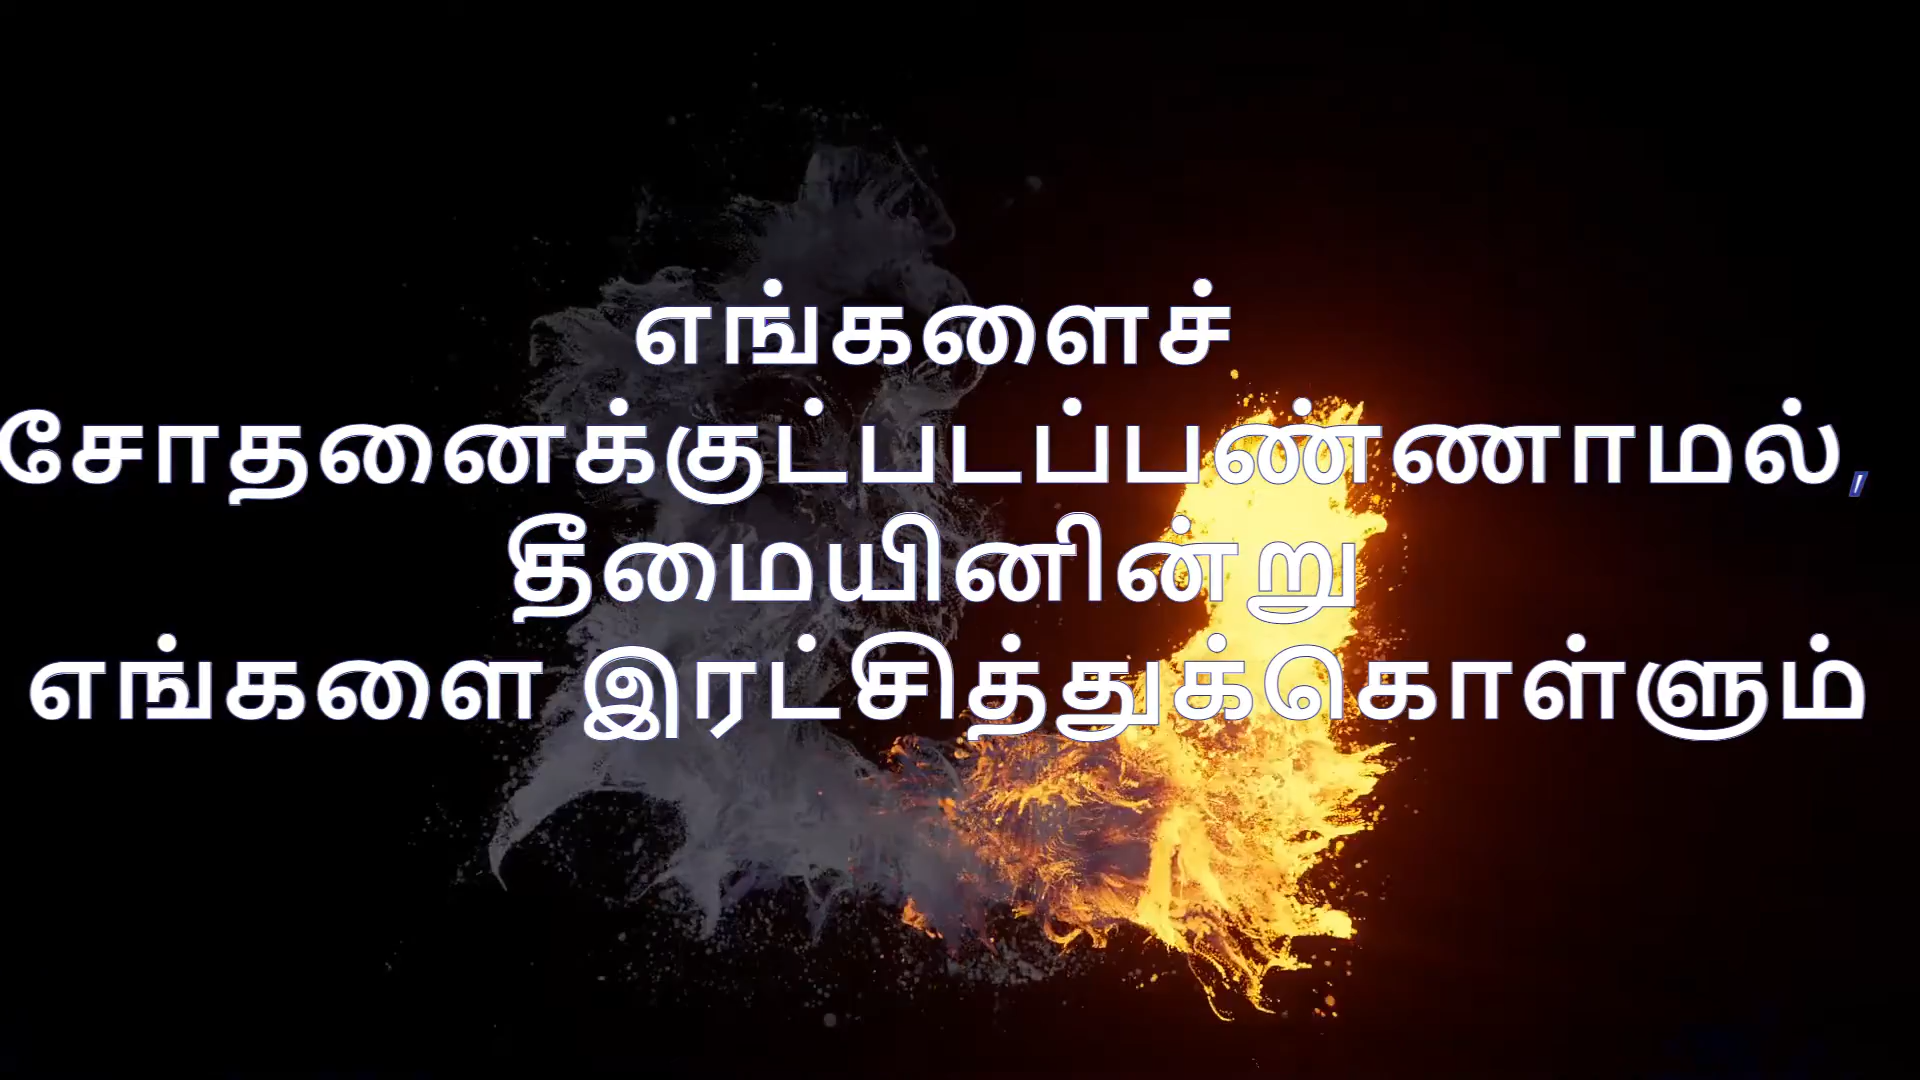 எங்களைச்
சோதனைக்குட்படப்பண்ணாமல்,
தீமையினின்று
எங்களை இரட்சித்துக்கொள்ளும்